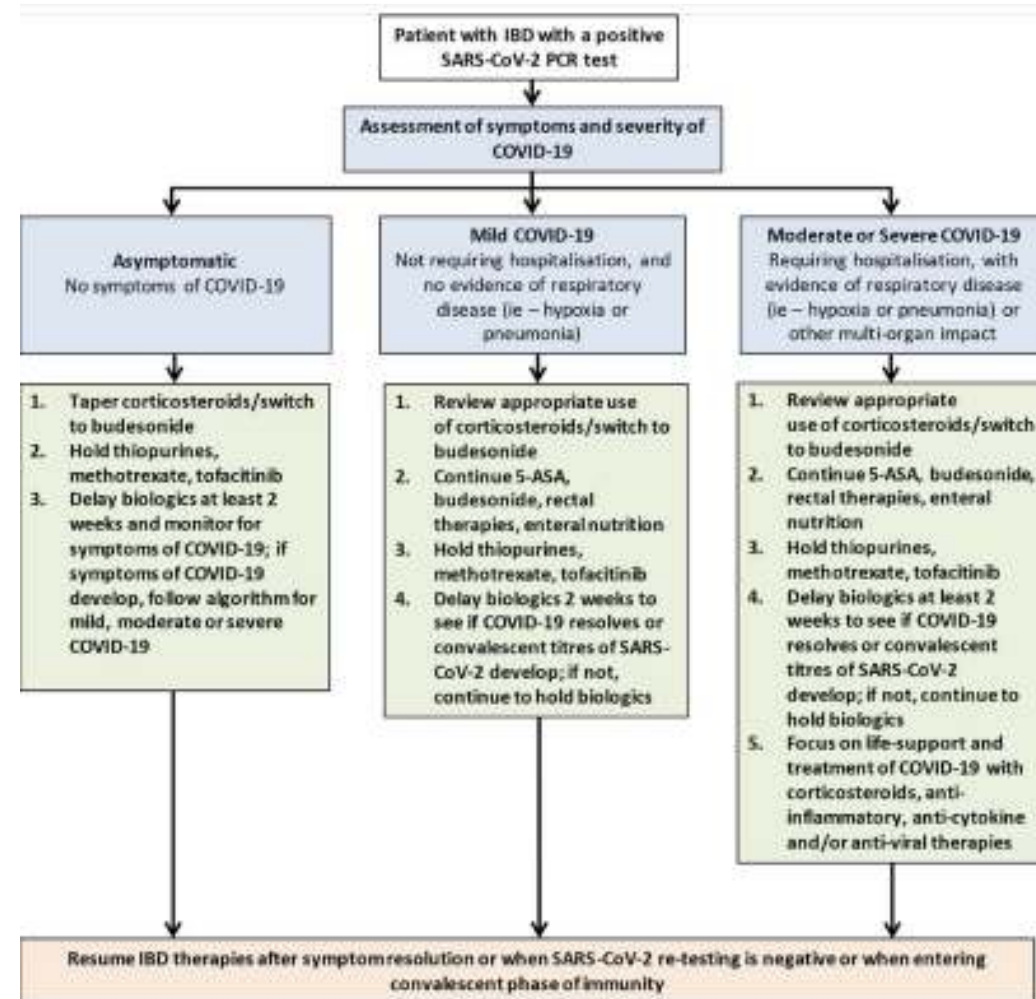 Patient with IBD with a positive
SARS-CoV-2 PCR test
Assessment of symptoms and severity of
COVID-19
Asymptomatic
No symptoms of COVID-19
Mild COVID-19
Not requiring hospitalisation, and
no evidence of respiratory
disease (ie – hypoxia or
pneumonia)
Moderate or Severe COVID-19
Requiring hospitalisation, with
evidence of respiratory disease
(ie – hypoxia or pneumonia) or
other multi-organ impact
1. Taper corticosteroids/switch
to budesonide
2. Hold thiopurines,
methotrexate, tofacitinib
3. Delay biologics at least 2
weeks and monitor for
symptoms of COVID-19; if
symptoms of COVID-19
develop, follow algorithm for
mild, moderate or severe
COVID-19
1. Review appropriate use
of corticosteroids/switch to
budesonide
2. Continue 5-ASA,
budesonide, rectal
therapies, enteral nutrition
3. Hold thiopurines,
methotrexate, tofacitinib
4. Delay biologics 2 weeks to
see if COVID-19 resolves or
convalescent titres of SARS-
CoV-2 develop; if not,
continue to hold biologics
1. Review appropriate
use of corticosteroids/switch
to budesonide
2. Continue 5-ASA, budesonide,
rectal therapies, enteral
nutrition
3. Hold thiopurines,
methotrexate, tofacitinib
4. Delay biologics at least 2
weeks to see if COVID-19
resolves or convalescent
titres of SARS-CoV-2
develop; if not, continue to
hold biologics
5. Focus on life-support and
treatment of COVID-19 with
corticosteroids, anti-
inflammatory, anti-cytokine
and/or anti-viral therapies
Resume IBD therapies after symptom resolution or when SARS-CoV-2 re-testing is negative or when entering
convalescent phase of immunity